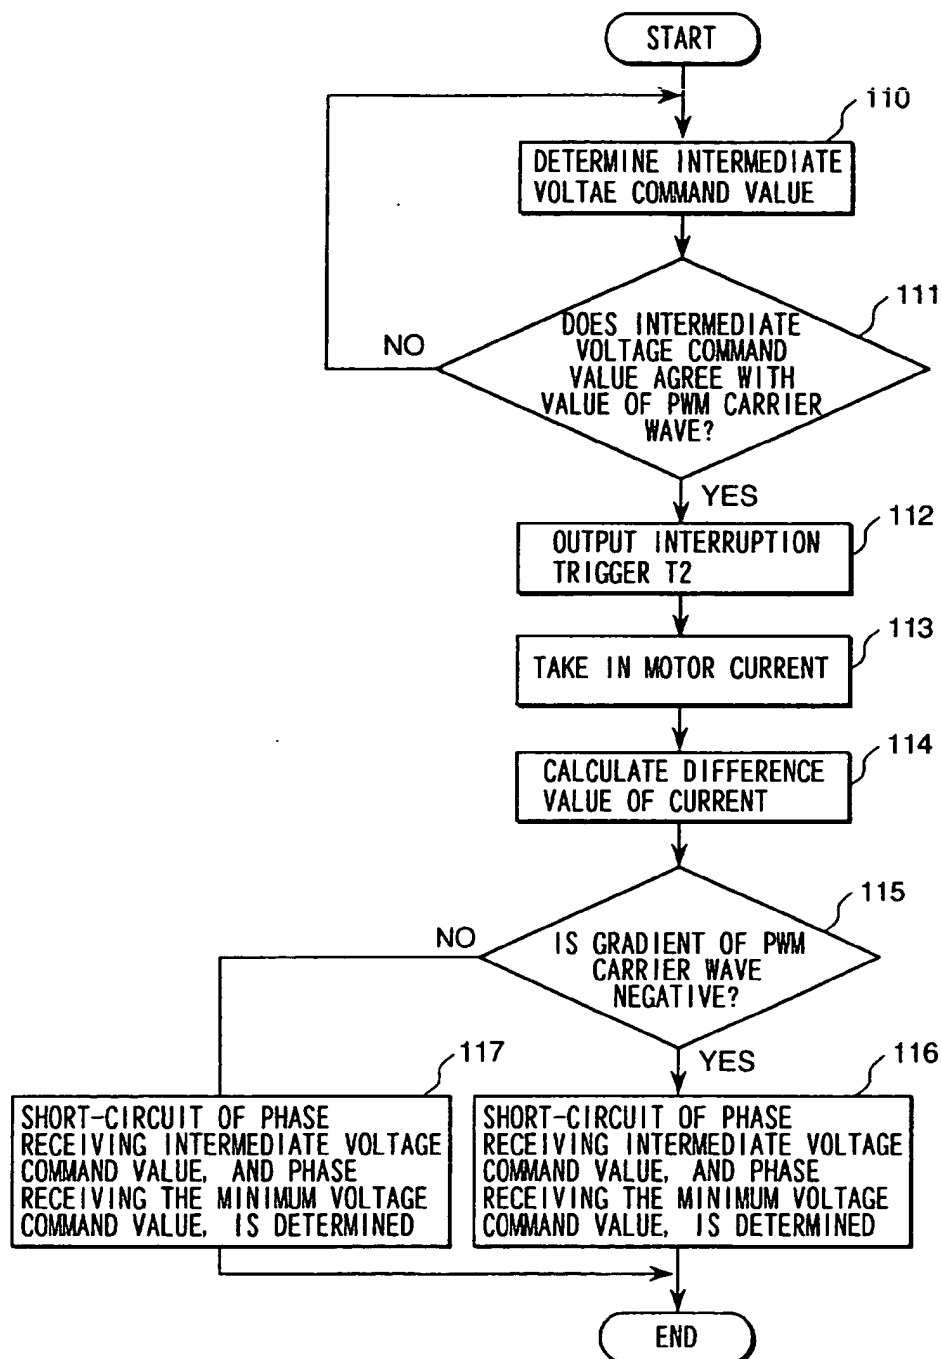 START
110
DETERMINE INTERMEDIATE
VOLTAE COMMAND VALUE
111
DOES INTERMEDIATE
VOLTAGE COMMAND
VALUE AGREE WITH
VALUE OF PWM CARRIER
WAVE?
NO
YES
112
OUTPUT INTERRUPTION
TRIGGER T2
113
TAKE IN MOTOR CURRENT
114
CALCULATE DIFFERENCE
VALUE OF CURRENT
115
IS GRADIENT OF PWM
CARRIER WAVE
NEGATIVE?
NO
YES
117
SHORT-CIRCUIT OF PHASE
RECEIVING INTERMEDIATE VOLTAGE
COMMAND VALUE, AND PHASE
RECEIVING THE MINIMUM VOLTAGE
COMMAND VALUE, IS DETERMINED
116
SHORT-CIRCUIT OF PHASE
RECEIVING INTERMEDIATE VOLTAGE
COMMAND VALUE, AND PHASE
RECEIVING THE MINIMUM VOLTAGE
COMMAND VALUE, IS DETERMINED
END